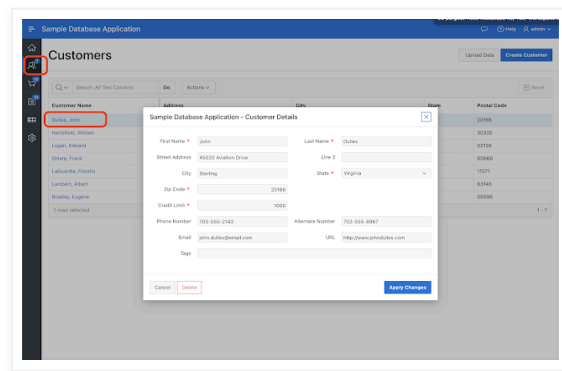 Sample Database Application
Help
admin
Customers
Upload Data
Create Customer
Search: All Text Columns
Go
Actions
Reset
Customer Name
Address
City
State
Postal Code
Dulles, John
20166
Hartsfield, William
30320
Logan, Edward
02128
OHare, Frank
60666
LaGuardia, Fiorello
11371
Lambert, Albert
63145
Bradley, Eugene
06096
1 rows selected
1 - 7
Sample Database Application - Customer Details
First Name * John
Last Name * Dulles
Street Address 45020 Aviation Drive
Line 2
City Sterling
State * Virginia
Zip Code * 20166
Credit Limit * 1000
Phone Number 703-555-2143
Alternate Number 703-555-8967
Email john.dulles@email.com
URL http://www.johndulles.com
Tags
Cancel
Delete
Apply Changes